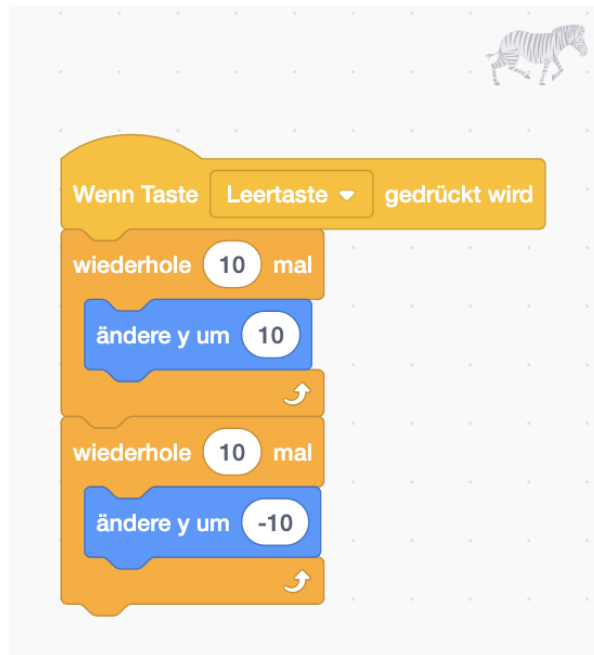 Wenn Taste Leertaste gedrückt wird
wiederhole 10 mal
ändere y um 10
wiederhole 10 mal
ändere y um -10